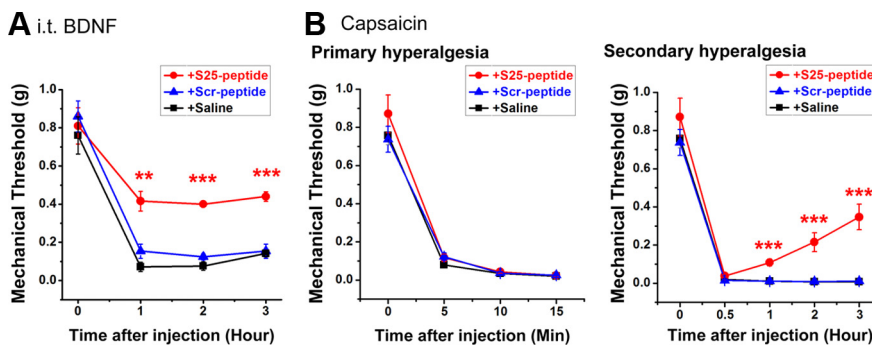 A i.t. BDNF
Mechanical Threshold (g)
1.0
0.8
0.6
0.4
0.2
0.0
+S25-peptide
+Scr-peptide
+Saline
**
***
***
0
1
2
3
Time after injection (Hour)
B Capsaicin
Primary hyperalgesia
Mechanical Threshold (g)
1.0
0.8
0.6
0.4
0.2
0.0
+S25-peptide
+Scr-peptide
+Saline
0
5
10
15
Time after injection (Min)
Secondary hyperalgesia
Mechanical Threshold (g)
1.0
0.8
0.6
0.4
0.2
0.0
+S25-peptide
+Scr-peptide
+Saline
***
***
***
0
0.5
1
2
3
Time after injection (Hour)